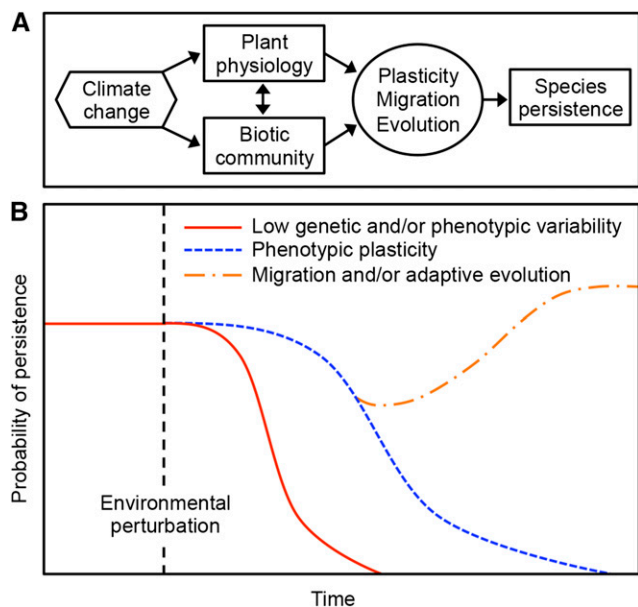 A
Climate
change
Plant
physiology
Biotic
community
Plasticity
Migration
Evolution
Species
persistence
B
Low genetic and/or phenotypic variability
Phenotypic plasticity
Migration and/or adaptive evolution
Probability of persistence
Environmental
perturbation
Time